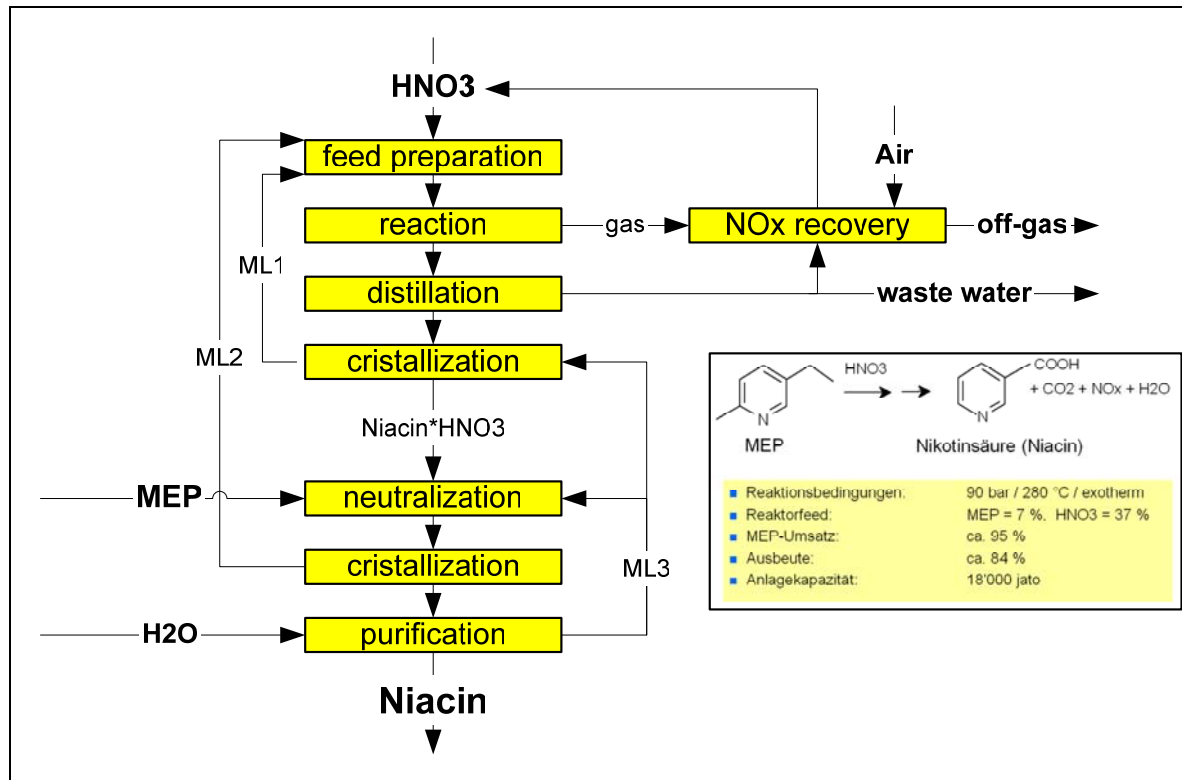 HNO3
feed preparation
Air
reaction
gas
NOx recovery
off-gas
ML1
distillation
waste water
ML2
cristallization
Niacin*HNO3
MEP
neutralization
cristallization
ML3
H2O
purification
Niacin
HNO3
COOH
+ CO2 + NOx + H2O
N
N
MEP
Nikotinsäure (Niacin)
Reaktionsbedingungen: 90 bar / 280 °C / exotherm
Reaktorfeed: MEP = 7 %, HNO3 = 37 %
MEP-Umsatz: ca. 95 %
Ausbeute: ca. 84 %
Anlagekapazität: 18'000 jato